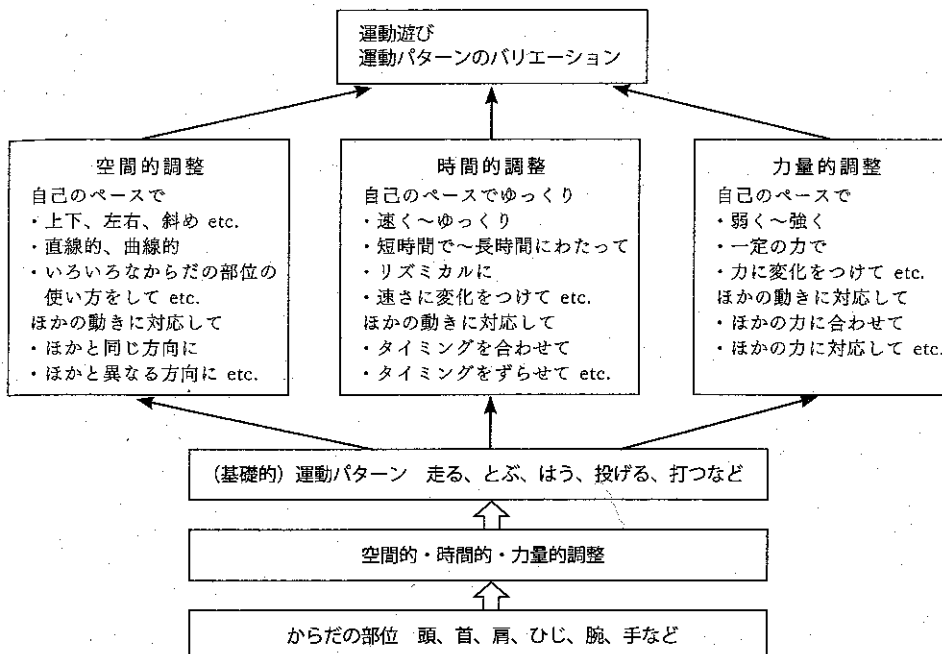 運動遊び
運動パターンのバリエーション
空間的調整
自己のペースで
・上下、左右、斜め etc.
・直線的、曲線的
・いろいろなからだの部位の
使い方をして etc.
ほかの動きに対応して
・ほかと同じ方向に
・ほかと異なる方向に etc.
時間的調整
自己のペースでゆっくり
・速く〜ゆっくり
・短時間で〜長時間にわたって
・リズミカルに
・速さに変化をつけて etc.
ほかの動きに対応して
・タイミングを合わせて
・タイミングをずらせて etc.
力量的調整
自己のペースで
・弱く〜強く
・一定の力で
・力に変化をつけて etc.
ほかの動きに対応して
・ほかの力に合わせて
・ほかの力に対応して etc.
(基礎的) 運動パターン 走る、とぶ、はう、投げる、打つなど
空間的・時間的・力量的調整
からだの部位 頭、首、肩、ひじ、腕、手など